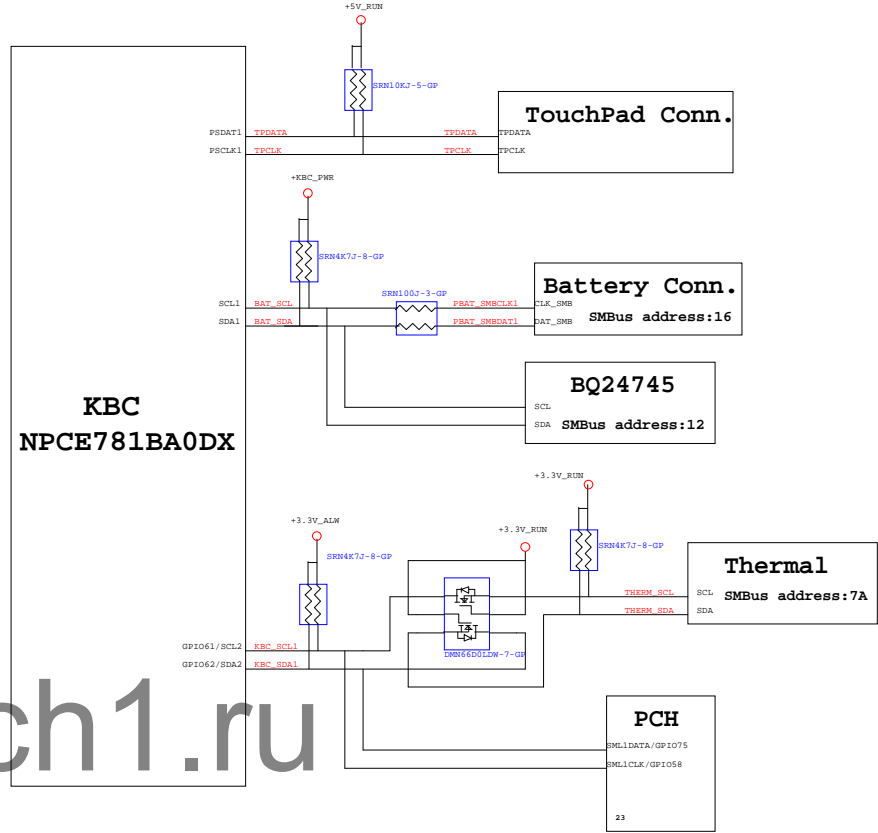 +5V_RUN
SRN10KJ-5-GP
TouchPad Conn.
PSDAT1 TPDATA TPDATA TPDATA
PSCLK1 TPCLK TPCLK TPCLK
+KBC_PWR
SRN4K7J-8-GP
SRN100J-3-GP
Battery Conn.
SCL1 BAT_SCL PBAT_SMBCLK1 CLK_SMB
SMBus address:16
SDA1 BAT_SDA PBAT_SMBDAT1 DAT_SMB
BQ24745
SCL
SDA SMBus address:12
KBC
NPCE781BA0DX
+3.3V_RUN
+3.3V_ALW
+3.3V_RUN
SRN4K7J-8-GP
SRN4K7J-8-GP
Thermal
THERM_SCL SCL
SMBus address:7A
THERM_SDA SDA
GPIO61/SCL2 KBC_SCL1
DMN66D0LDW-7-GP
GPIO62/SDA2 KBC_SDA1
PCH
SML1DATA/GPIO75
SML1CLK/GPIO58
23
ch1.ru